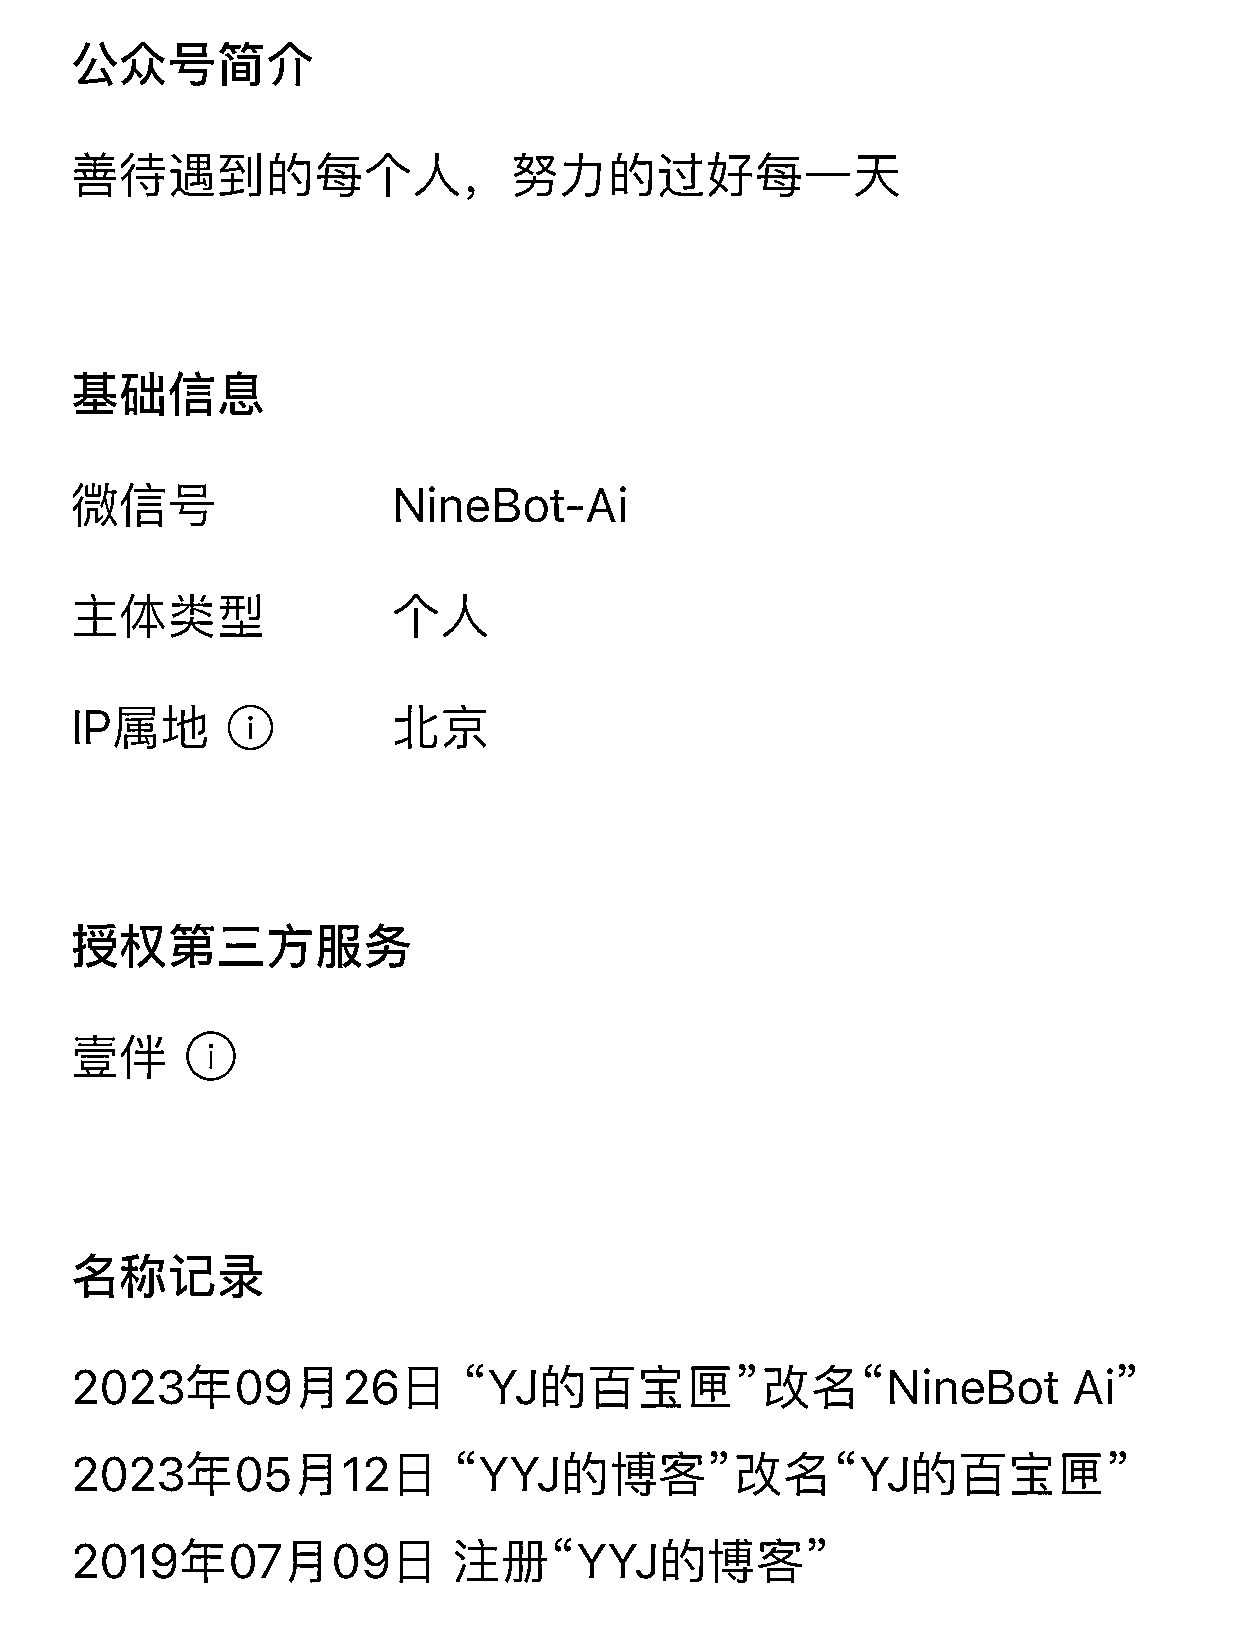 公众号简介
善待遇到的每个人，努力的过好每一天
基础信息
微信号 NineBot-Ai
主体类型 个人
IP属地 ⓘ 北京
授权第三方服务
壹伴 ⓘ
名称记录
2023年09月26日 “YJ的百宝匣”改名“NineBot Ai”
2023年05月12日 “YYJ的博客”改名“YJ的百宝匣”
2019年07月09日 注册“YYJ的博客”